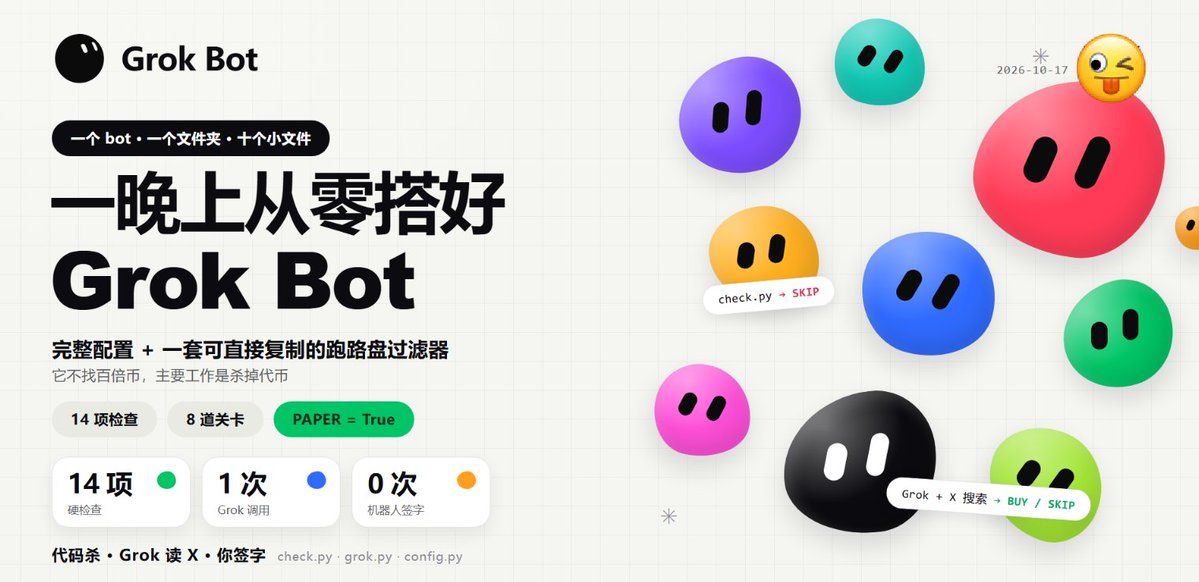 Grok Bot
一个 bot · 一个文件夹 · 十个小文件
一晚上从零搭好
Grok Bot
完整配置 + 一套可直接复制的跑路盘过滤器
它不找百倍币，主要工作是杀掉代币
14 项检查
8 道关卡
PAPER = True
14 项
硬检查
1 次
Grok 调用
0 次
机器人签字
代码杀 · Grok 读 X · 你签字 check.py · grok.py · config.py
2026-10-17
check.py → SKIP
Grok + X 搜索 → BUY / SKIP